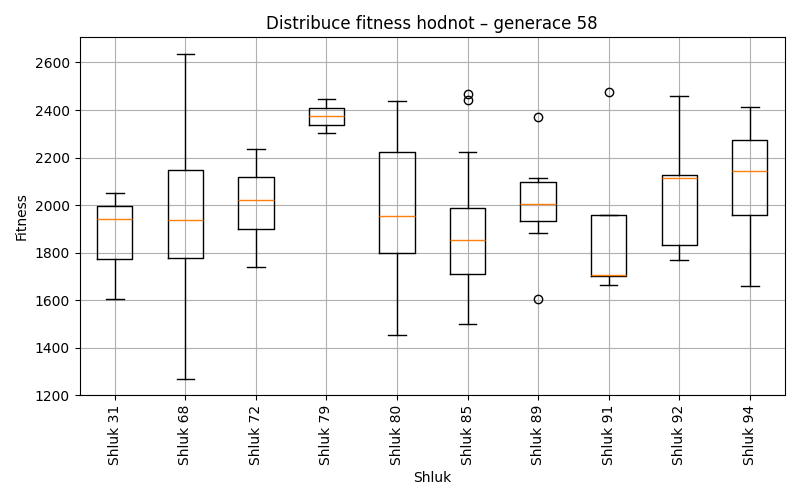 Distribuce fitness hodnot – generace 58
Fitness
2600
2400
2200
2000
1800
1600
1400
1200
Shluk 31
Shluk 68
Shluk 72
Shluk 79
Shluk 80
Shluk 85
Shluk 89
Shluk 91
Shluk 92
Shluk 94
Shluk